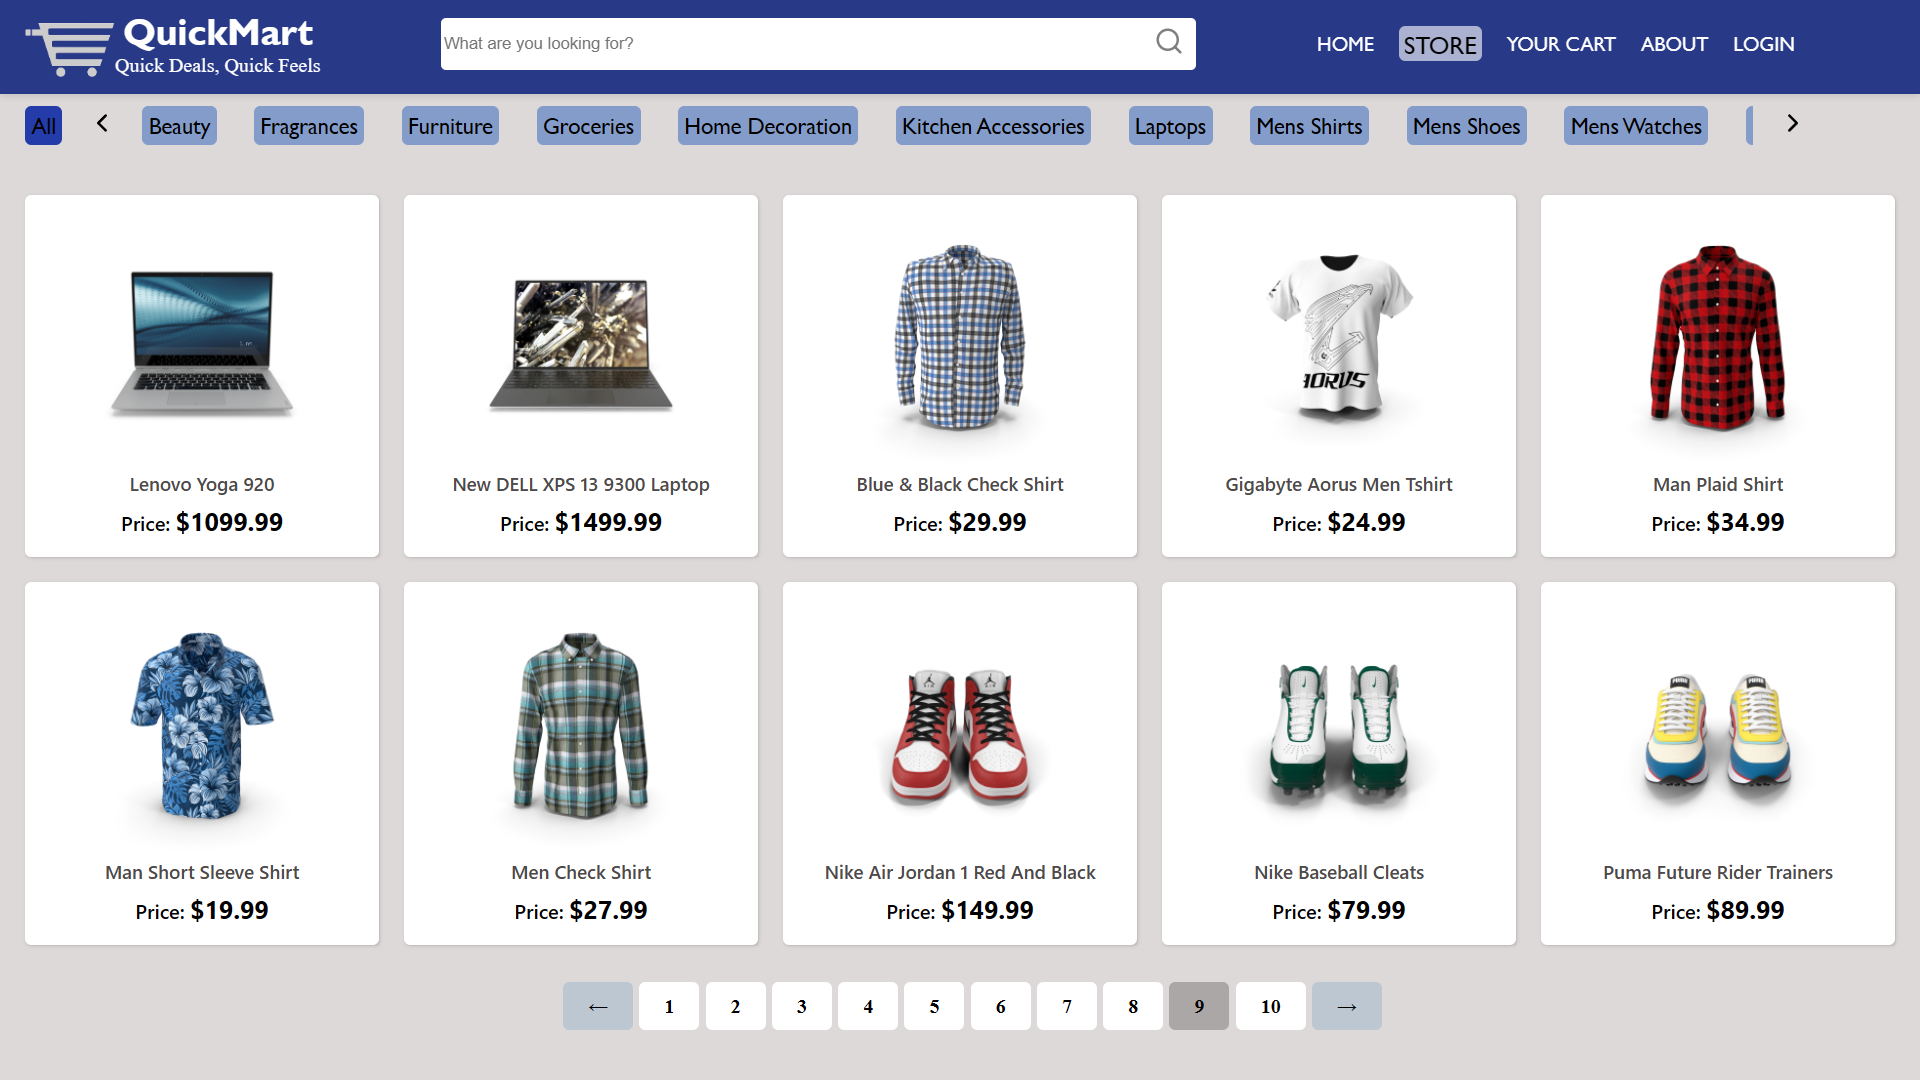 QuickMart
Quick Deals, Quick Feels
What are you looking for?
HOME
STORE
YOUR CART
ABOUT
LOGIN
All
Beauty
Fragrances
Furniture
Groceries
Home Decoration
Kitchen Accessories
Laptops
Mens Shirts
Mens Shoes
Mens Watches
AORUS
Lenovo Yoga 920
Price: $1099.99
New DELL XPS 13 9300 Laptop
Price: $1499.99
Blue & Black Check Shirt
Price: $29.99
Gigabyte Aorus Men Tshirt
Price: $24.99
Man Plaid Shirt
Price: $34.99
Man Short Sleeve Shirt
Price: $19.99
Men Check Shirt
Price: $27.99
Nike Air Jordan 1 Red And Black
Price: $149.99
Nike Baseball Cleats
Price: $79.99
Puma Future Rider Trainers
Price: $89.99
← 1 2 3 4 5 6 7 8 9 10 →